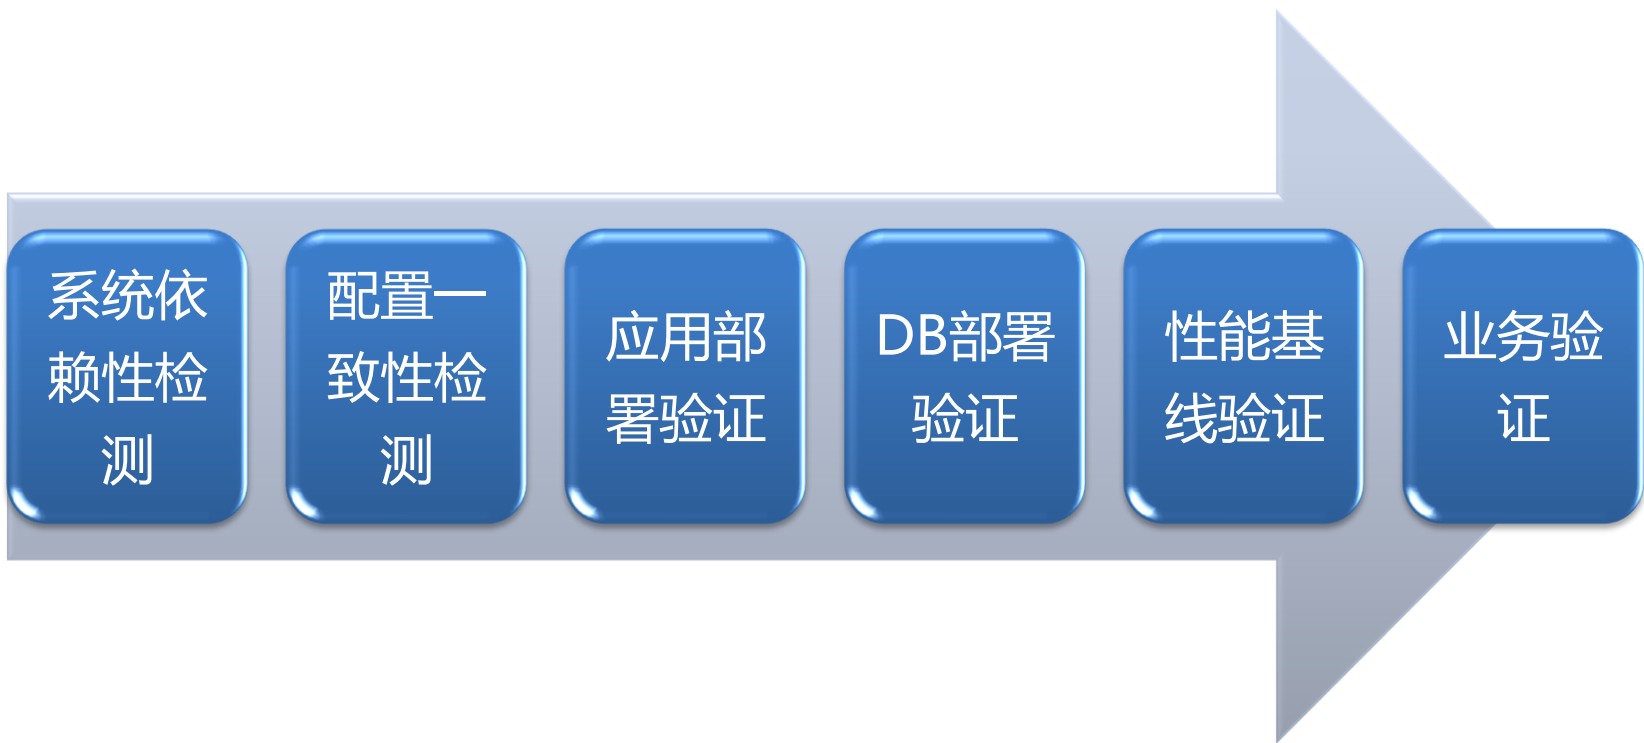 系统依
赖性检
测
配置一
致性检
测
应用部
署验证
DB部署
验证
性能基
线验证
业务验
证